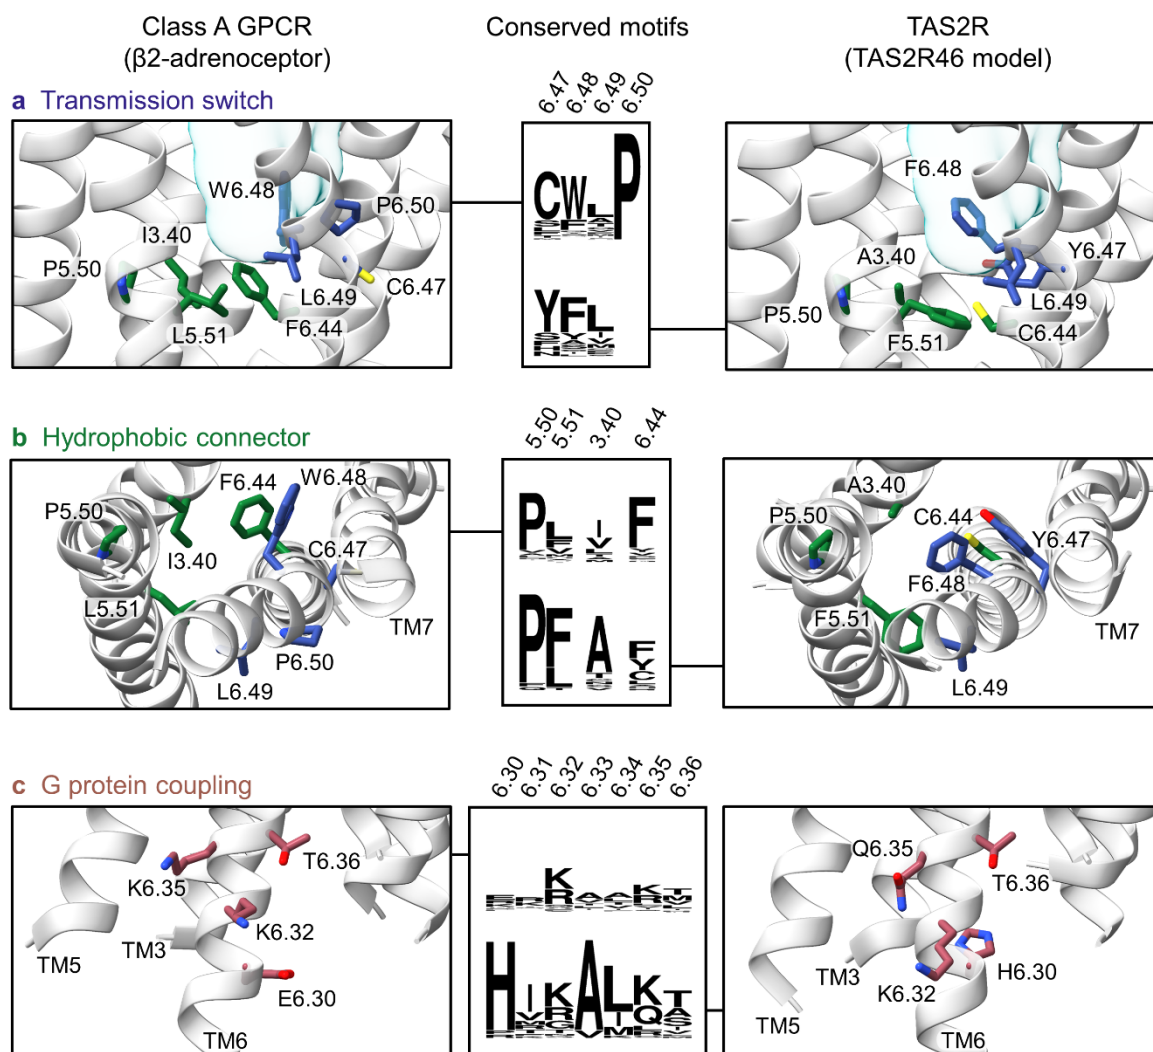 Class A GPCR
(β2-adrenoceptor)
Conserved motifs
TAS2R
(TAS2R46 model)
a Transmission switch
6.47 6.48 6.49 6.50
W6.48
P6.50
I3.40
P5.50
L6.49
C6.47
L5.51
F6.44
CWLP
YFL
F6.48
A3.40
Y6.47
P5.50
L6.49
F5.51
C6.44
b Hydrophobic connector
5.50 5.51 3.40 6.44
F6.44
W6.48
P5.50
I3.40
C6.47
L5.51
TM7
P6.50
L6.49
PLIF
PFAF
L
Y
A3.40
P5.50
C6.44
Y6.47
F6.48
F5.51
TM7
L6.49
c G protein coupling
6.30 6.31 6.32 6.33 6.34 6.35 6.36
K6.35
T6.36
K6.32
TM5
TM3
E6.30
TM6
K
R
K
HIKALKT
V
R
I
Q
Q6.35
T6.36
TM3
H6.30
K6.32
TM5
TM6